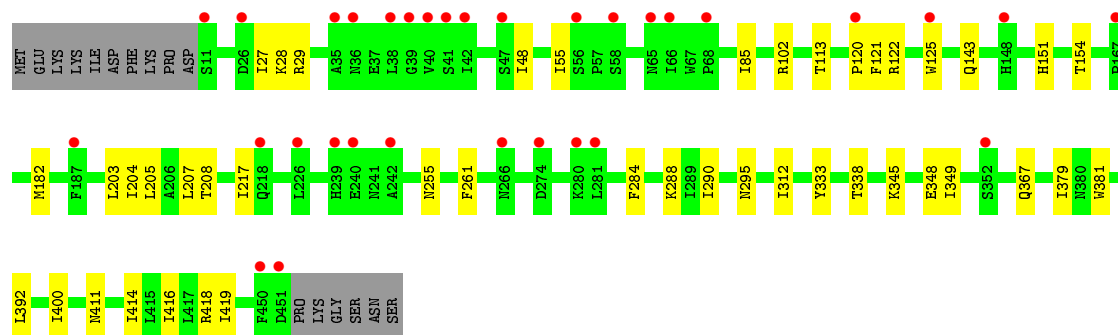 MET GLU LYS LYS ILE ASP PHE LYS PRO ASP S11 D26 I27 K28 R29 A35 N36 E37 L38 G39 V40 S41 I42 S47 I48 I55 S56 P57 S58 N65 I66 W67 P68 I85 R102 T113 P120 F121 R122 W125 Q143 H148 H151 T154 P167
M182 F187 L203 I204 L205 A206 L207 T208 I217 Q218 L226 H239 E240 N241 A242 N255 F261 N266 D274 K280 L281 F284 K288 I289 I290 N295 I312 Y333 T338 K345 E348 I349 S352 Q367 I379 N380 W381
L392 I400 N411 I414 L415 I416 L417 R418 I419 F450 D451 PRO LYS GLY SER ASN SER